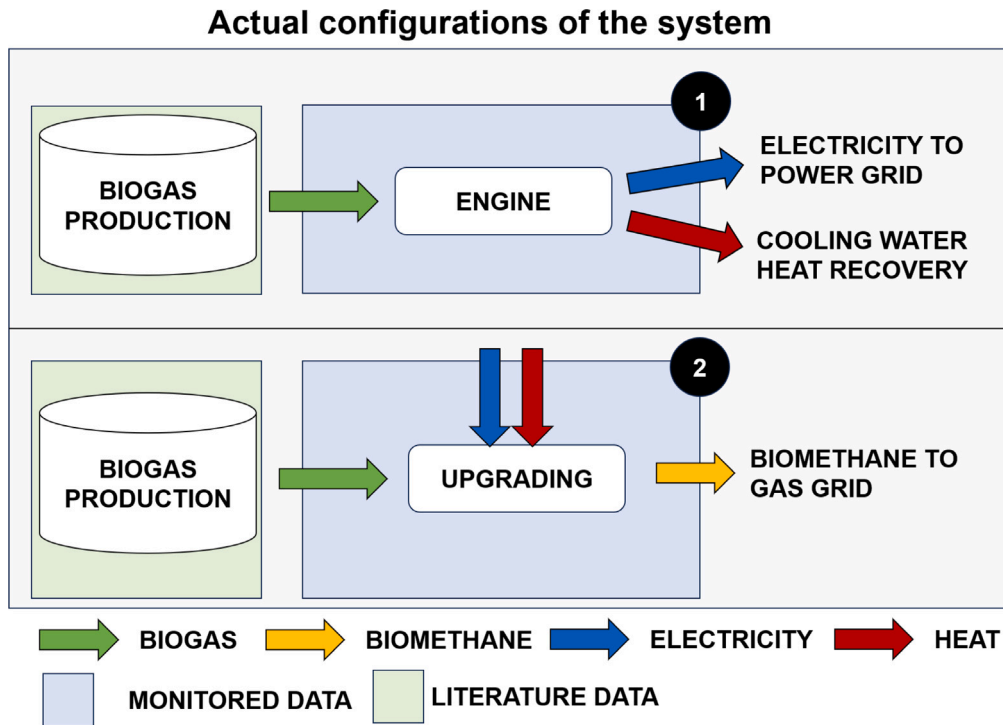 Actual configurations of the system
1
BIOGAS
PRODUCTION
ENGINE
ELECTRICITY TO
POWER GRID
COOLING WATER
HEAT RECOVERY
2
BIOGAS
PRODUCTION
UPGRADING
BIOMETHANE TO
GAS GRID
BIOGAS
BIOMETHANE
ELECTRICITY
HEAT
MONITORED DATA
LITERATURE DATA